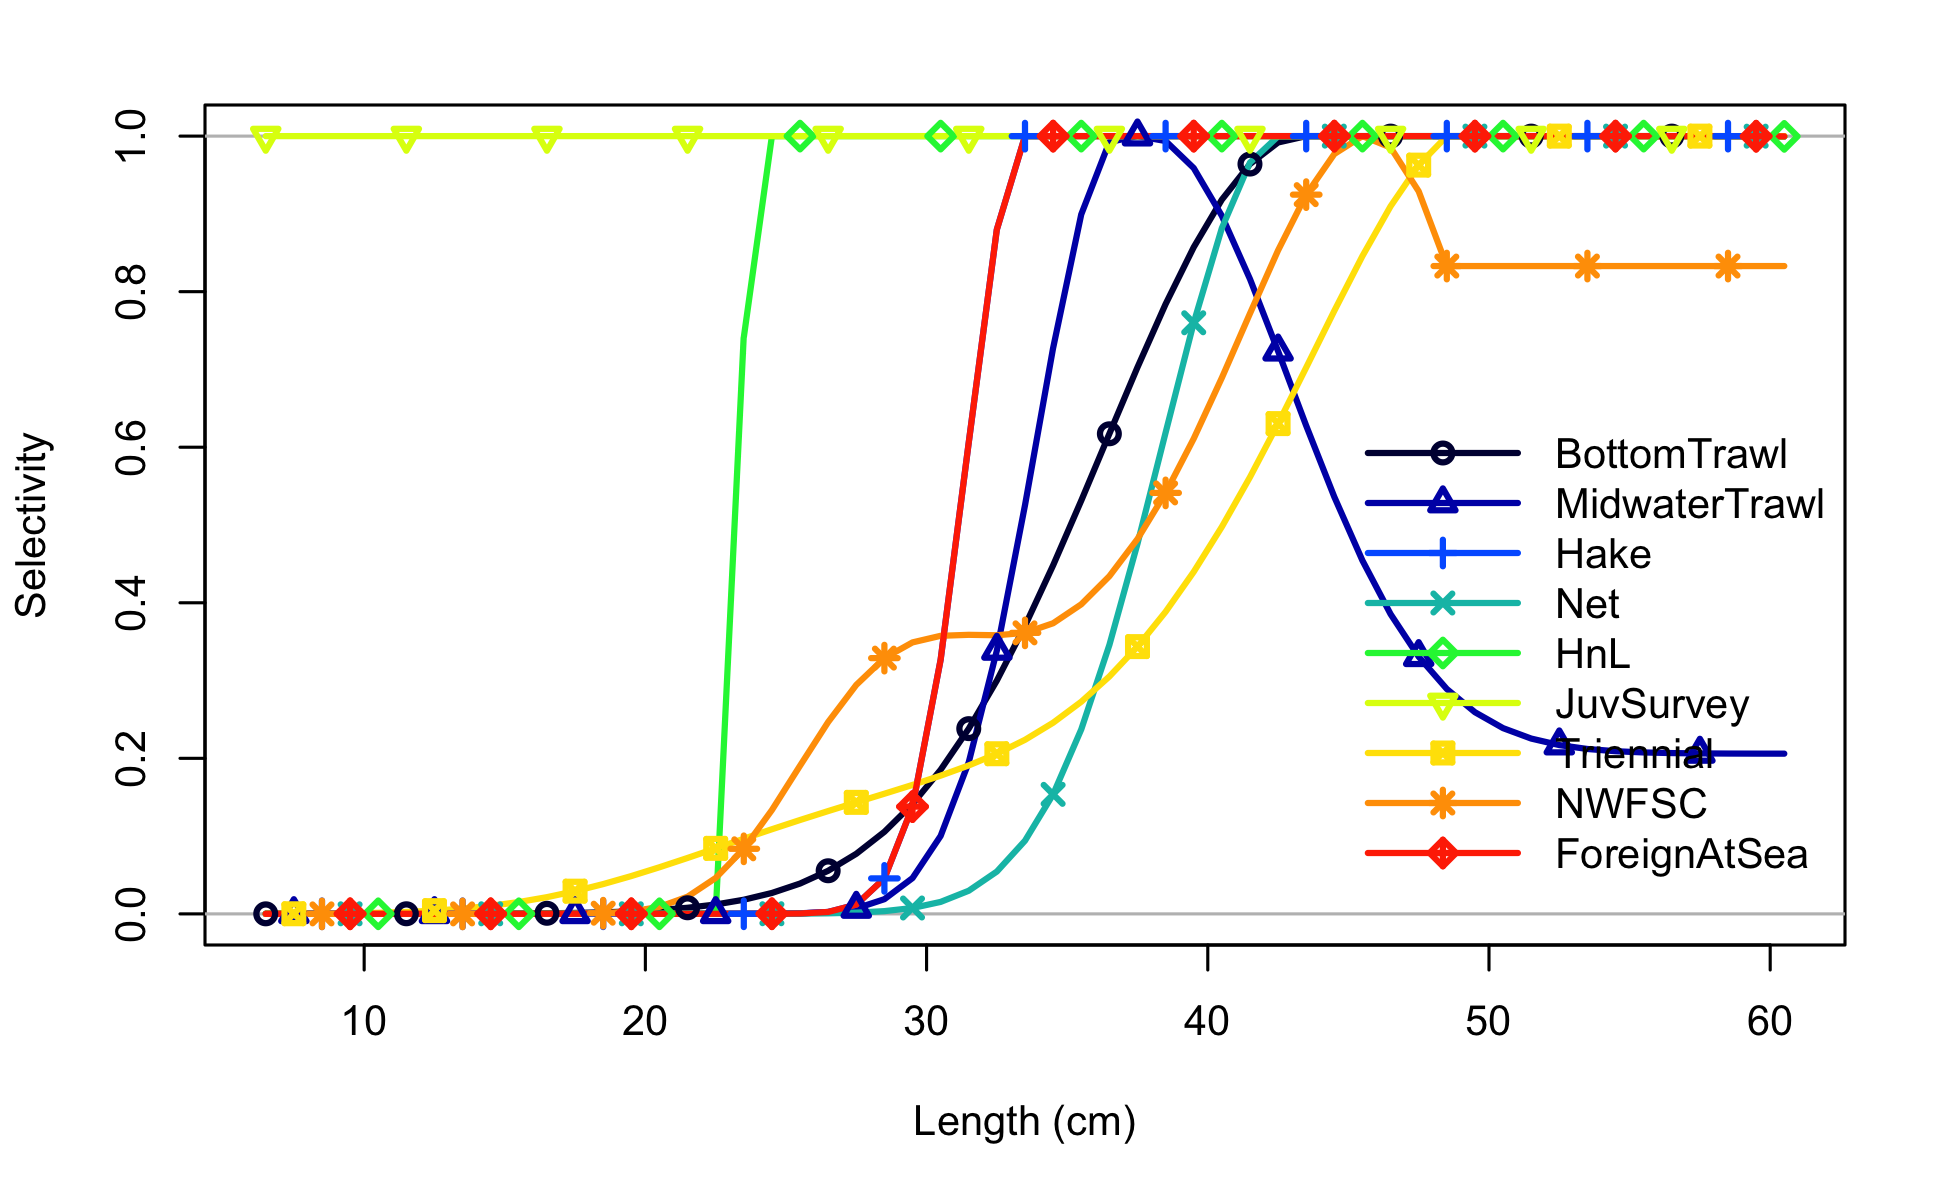 1.0
0.8
0.6
0.4
0.2
0.0
Selectivity
BottomTrawl
MidwaterTrawl
Hake
Net
HnL
JuvSurvey
Triennial
NWFSC
ForeignAtSea
10 20 30 40 50 60
Length (cm)